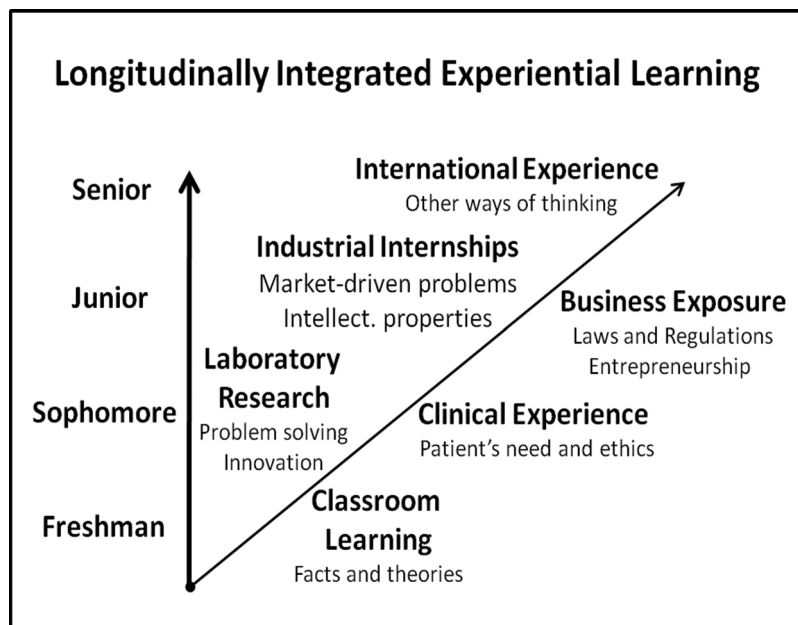 Longitudinally Integrated Experiential Learning
Senior
Junior
Sophomore
Freshman
International Experience
Other ways of thinking
Industrial Internships
Market-driven problems
Intellect. properties
Business Exposure
Laws and Regulations
Entrepreneurship
Laboratory
Research
Problem solving
Innovation
Clinical Experience
Patient's need and ethics
Classroom
Learning
Facts and theories